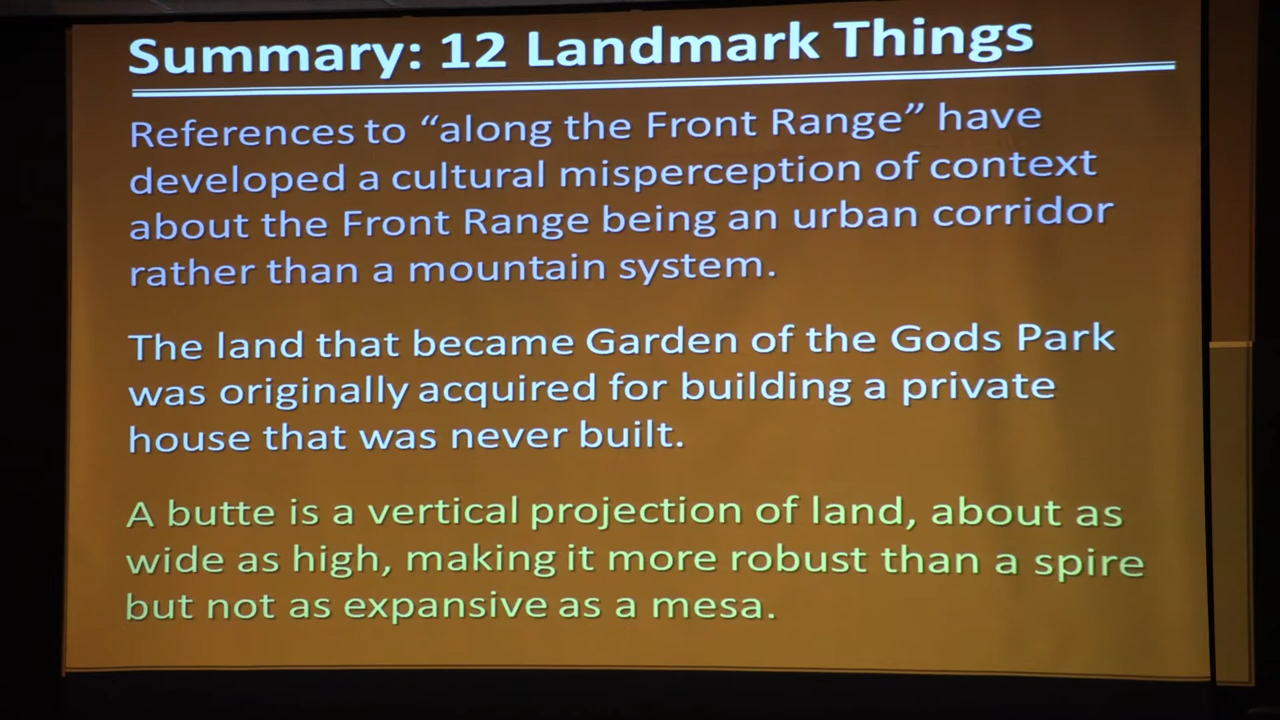 Summary: 12 Landmark Things
References to “along the Front Range” have
developed a cultural misperception of context
about the Front Range being an urban corridor
rather than a mountain system.
The land that became Garden of the Gods Park
was originally acquired for building a private
house that was never built.
A butte is a vertical projection of land, about as
wide as high, making it more robust than a spire
but not as expansive as a mesa.